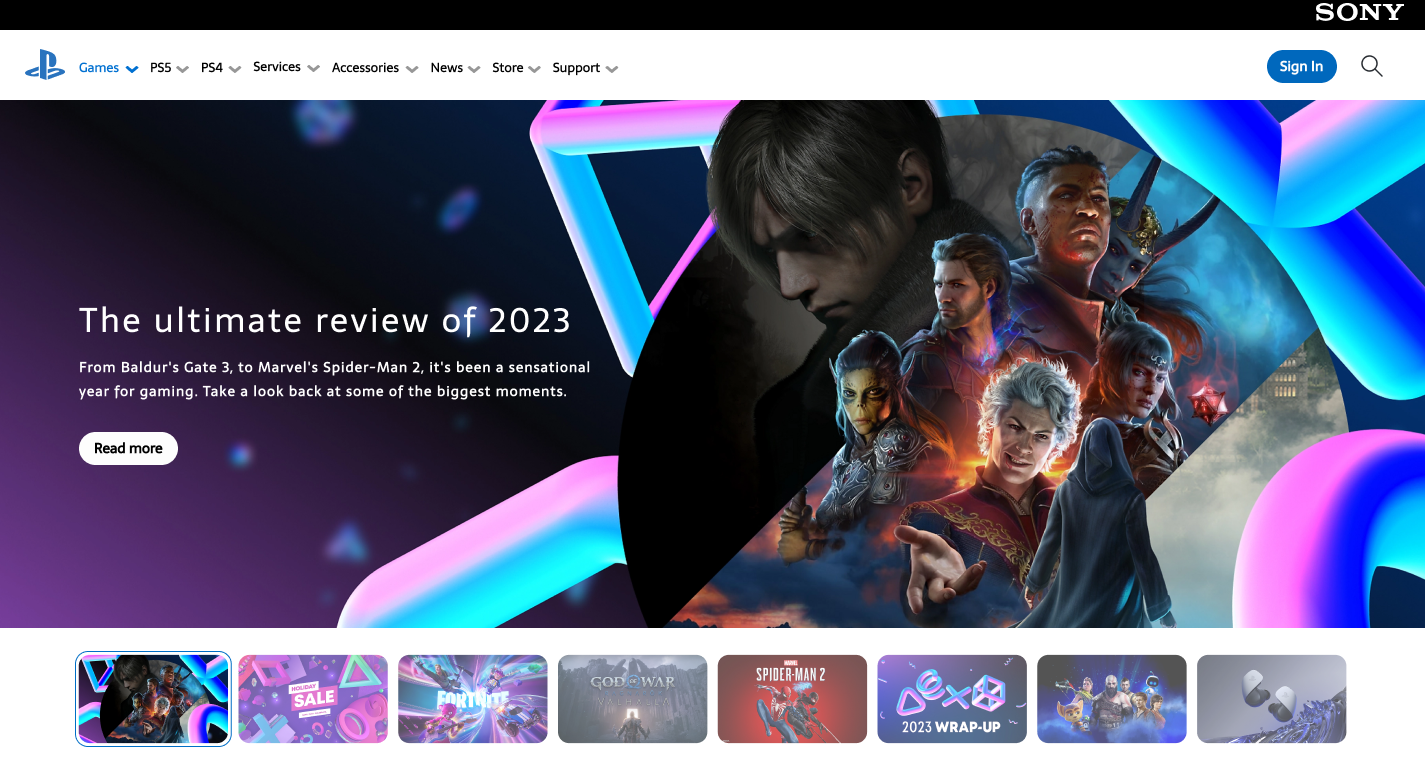 SONY
Games PS5 PS4 Services Accessories News Store Support Sign In
The ultimate review of 2023
From Baldur's Gate 3, to Marvel's Spider-Man 2, it's been a sensational
year for gaming. Take a look back at some of the biggest moments.
Read more
HOLIDAY
SALE
FORTNITE
GOD OF WAR
VALHALLA
MARVEL
SPIDER-MAN 2
2023 WRAP-UP